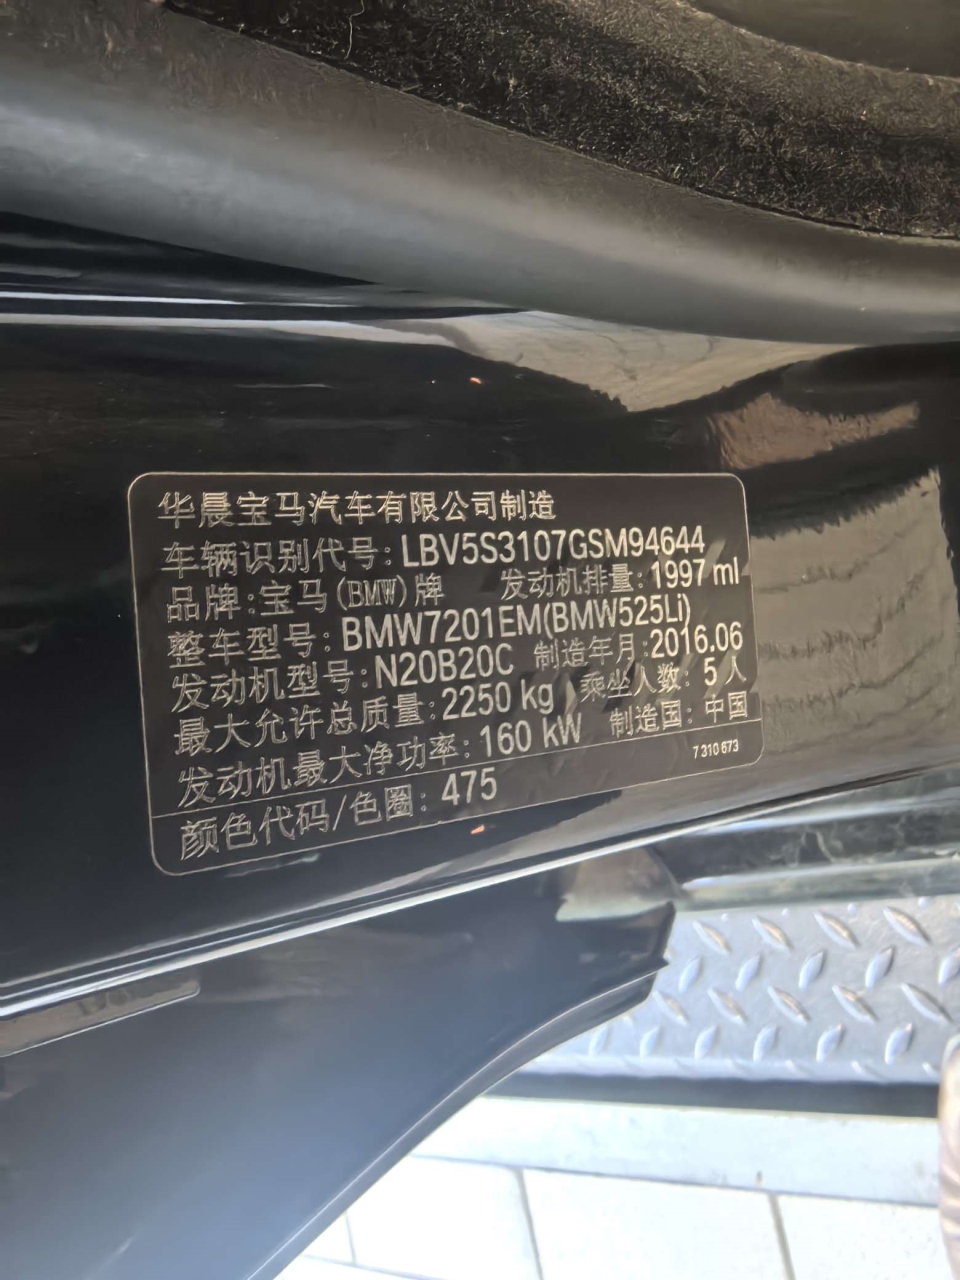 华晨宝马汽车有限公司制造
车辆识别代号:LBV5S3107GSM94644
品牌:宝马(BMW)牌 发动机排量:1997 ml
整车型号:BMW7201EM(BMW525Li)
发动机型号:N20B20C 制造年月:2016.06
最大允许总质量:2250 kg 乘坐人数:5人
发动机最大净功率:160 kW 制造国:中国
颜色代码/色圈:475 7 310 673